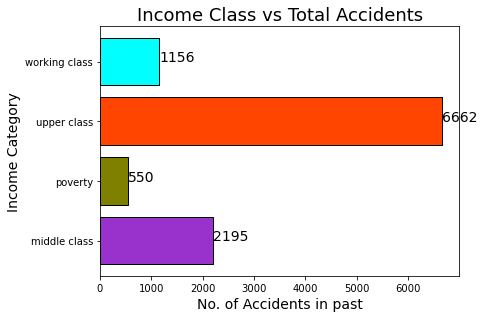 Income Class vs Total Accidents
Income Category
working class
1156
upper class
6662
poverty
550
middle class
2195
0 1000 2000 3000 4000 5000 6000
No. of Accidents in past